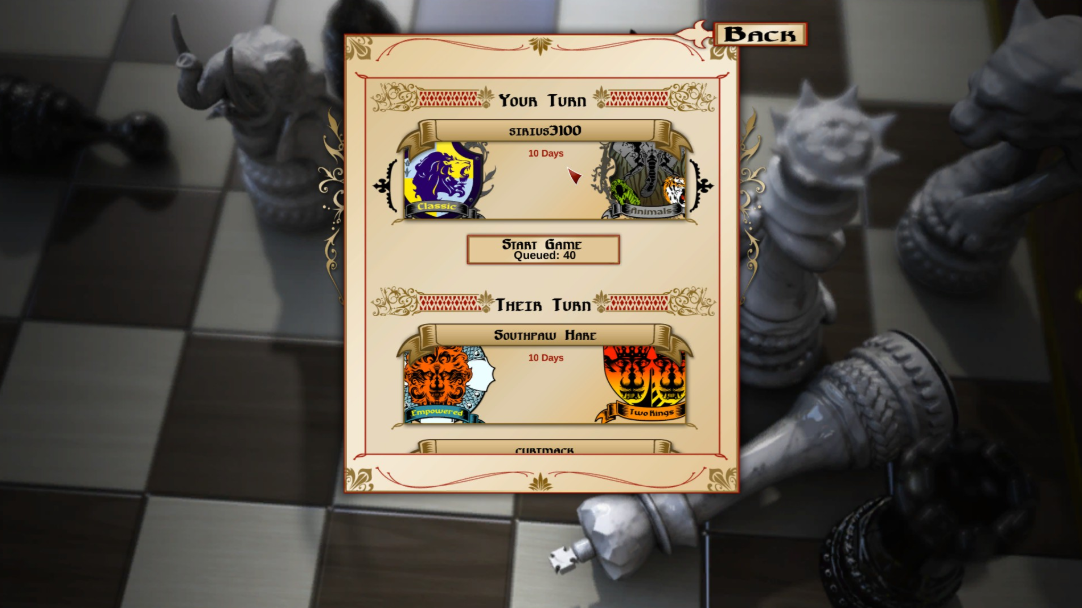 Back
Your Turn
sirius3100
10 Days
Classic
Animals
Start Game
Queued: 40
Their Turn
Southpaw Hare
10 Days
Empowered
Two Kings
curtmack